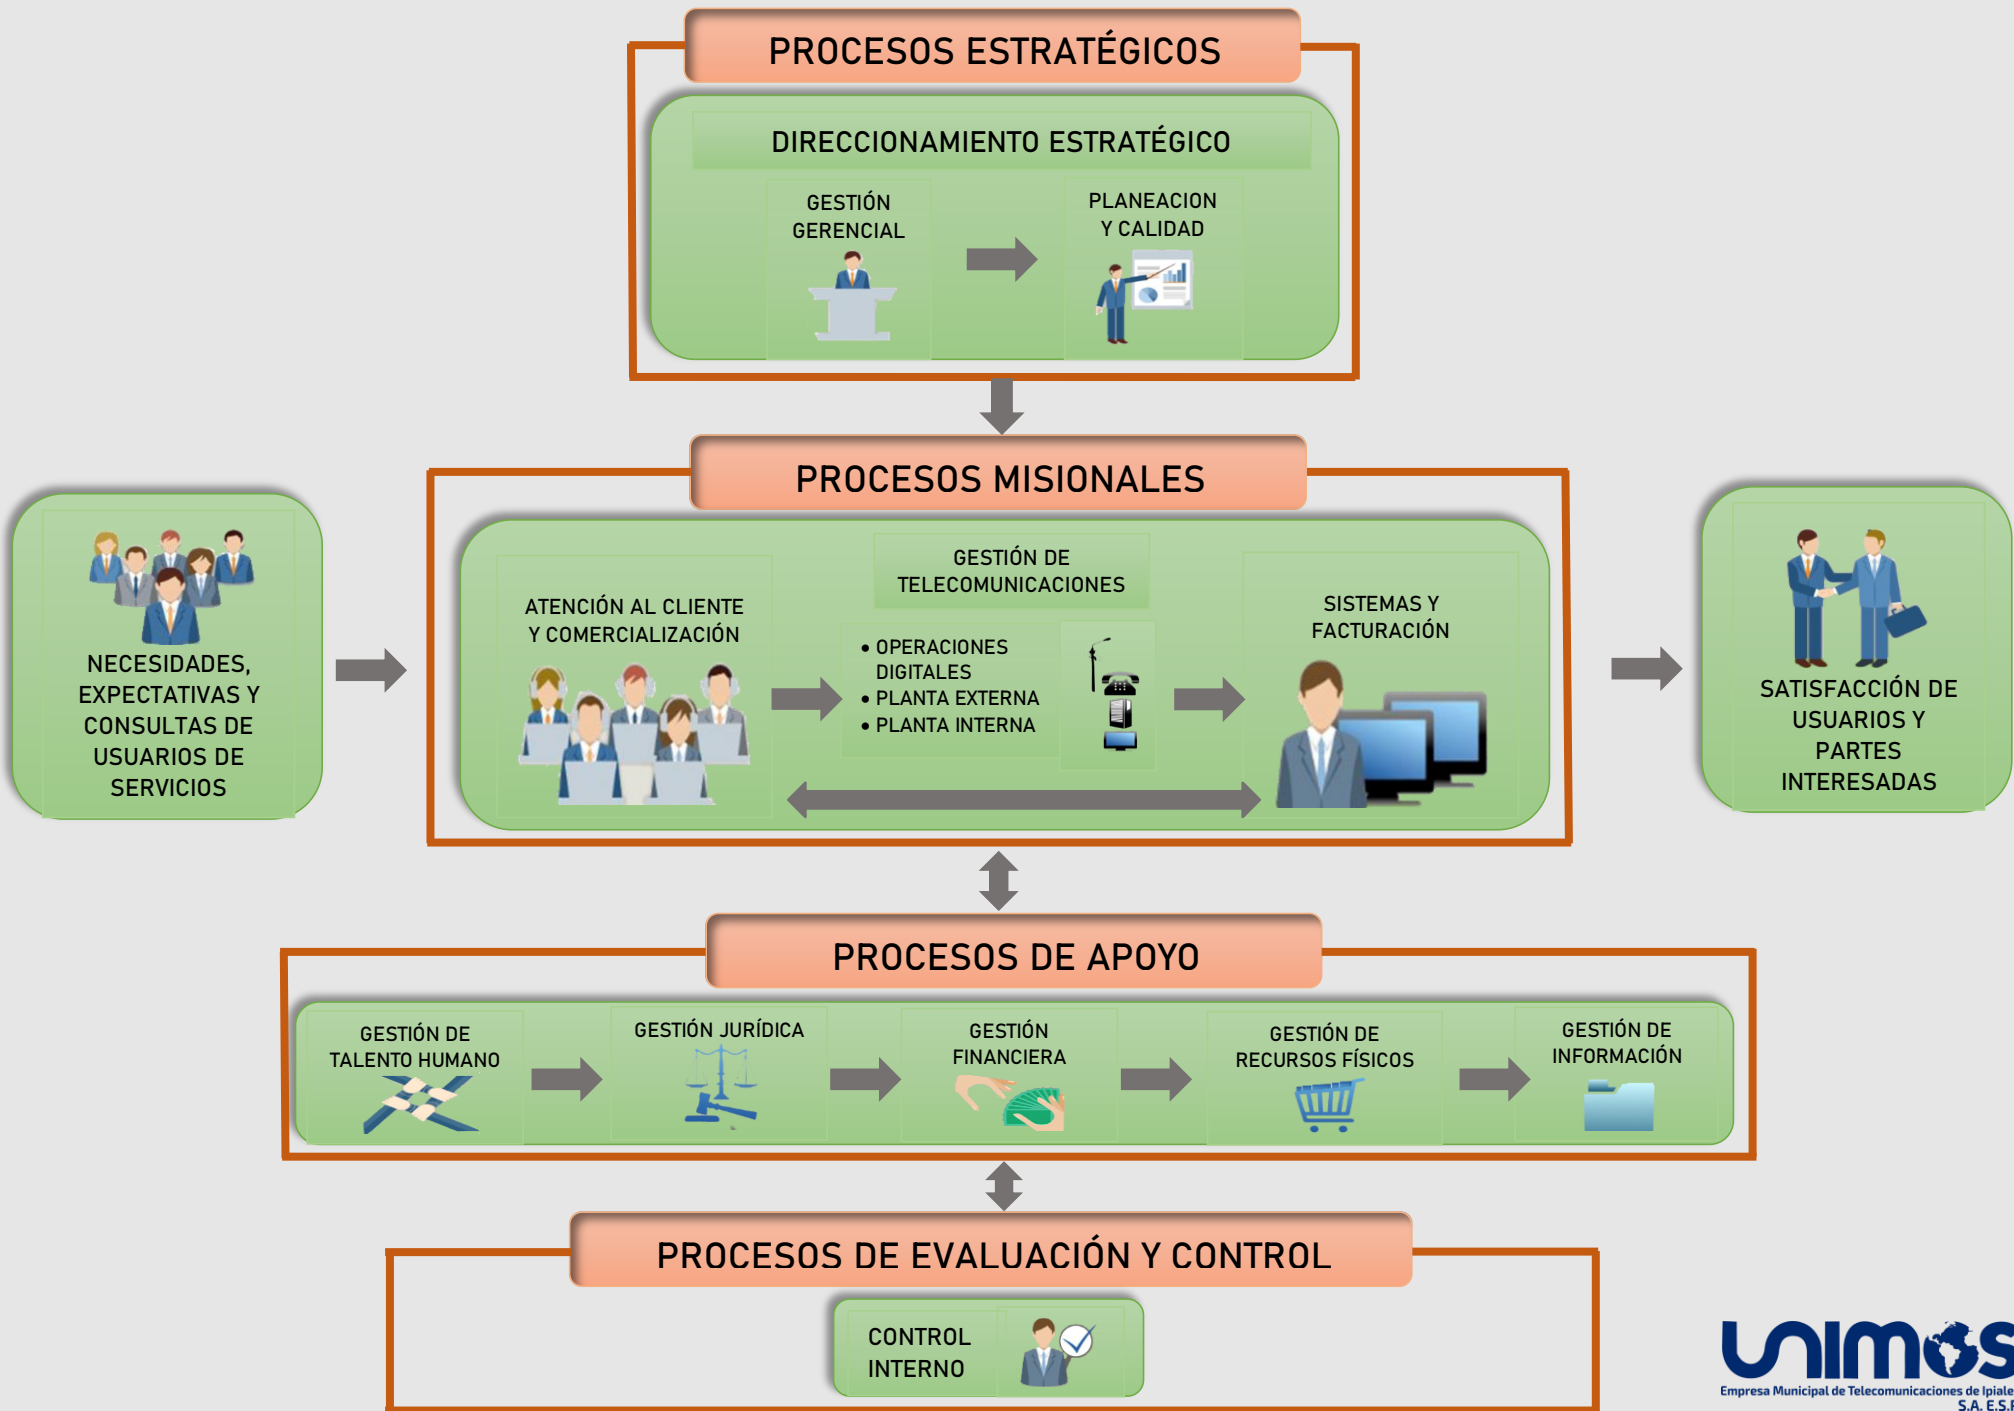 PROCESOS ESTRATÉGICOS
DIRECCIONAMIENTO ESTRATÉGICO
GESTIÓN
GERENCIAL
PLANEACION
Y CALIDAD
PROCESOS MISIONALES
NECESIDADES,
EXPECTATIVAS Y
CONSULTAS DE
USUARIOS DE
SERVICIOS
ATENCIÓN AL CLIENTE
Y COMERCIALIZACIÓN
GESTIÓN DE
TELECOMUNICACIONES
• OPERACIONES
DIGITALES
• PLANTA EXTERNA
• PLANTA INTERNA
SISTEMAS Y
FACTURACIÓN
SATISFACCIÓN DE
USUARIOS Y
PARTES
INTERESADAS
PROCESOS DE APOYO
GESTIÓN DE
TALENTO HUMANO
GESTIÓN JURÍDICA
GESTIÓN
FINANCIERA
GESTIÓN DE
RECURSOS FÍSICOS
GESTIÓN DE
INFORMACIÓN
PROCESOS DE EVALUACIÓN Y CONTROL
CONTROL
INTERNO
UNIMOS
Empresa Municipal de Telecomunicaciones de Ipiale
S.A. E.S.